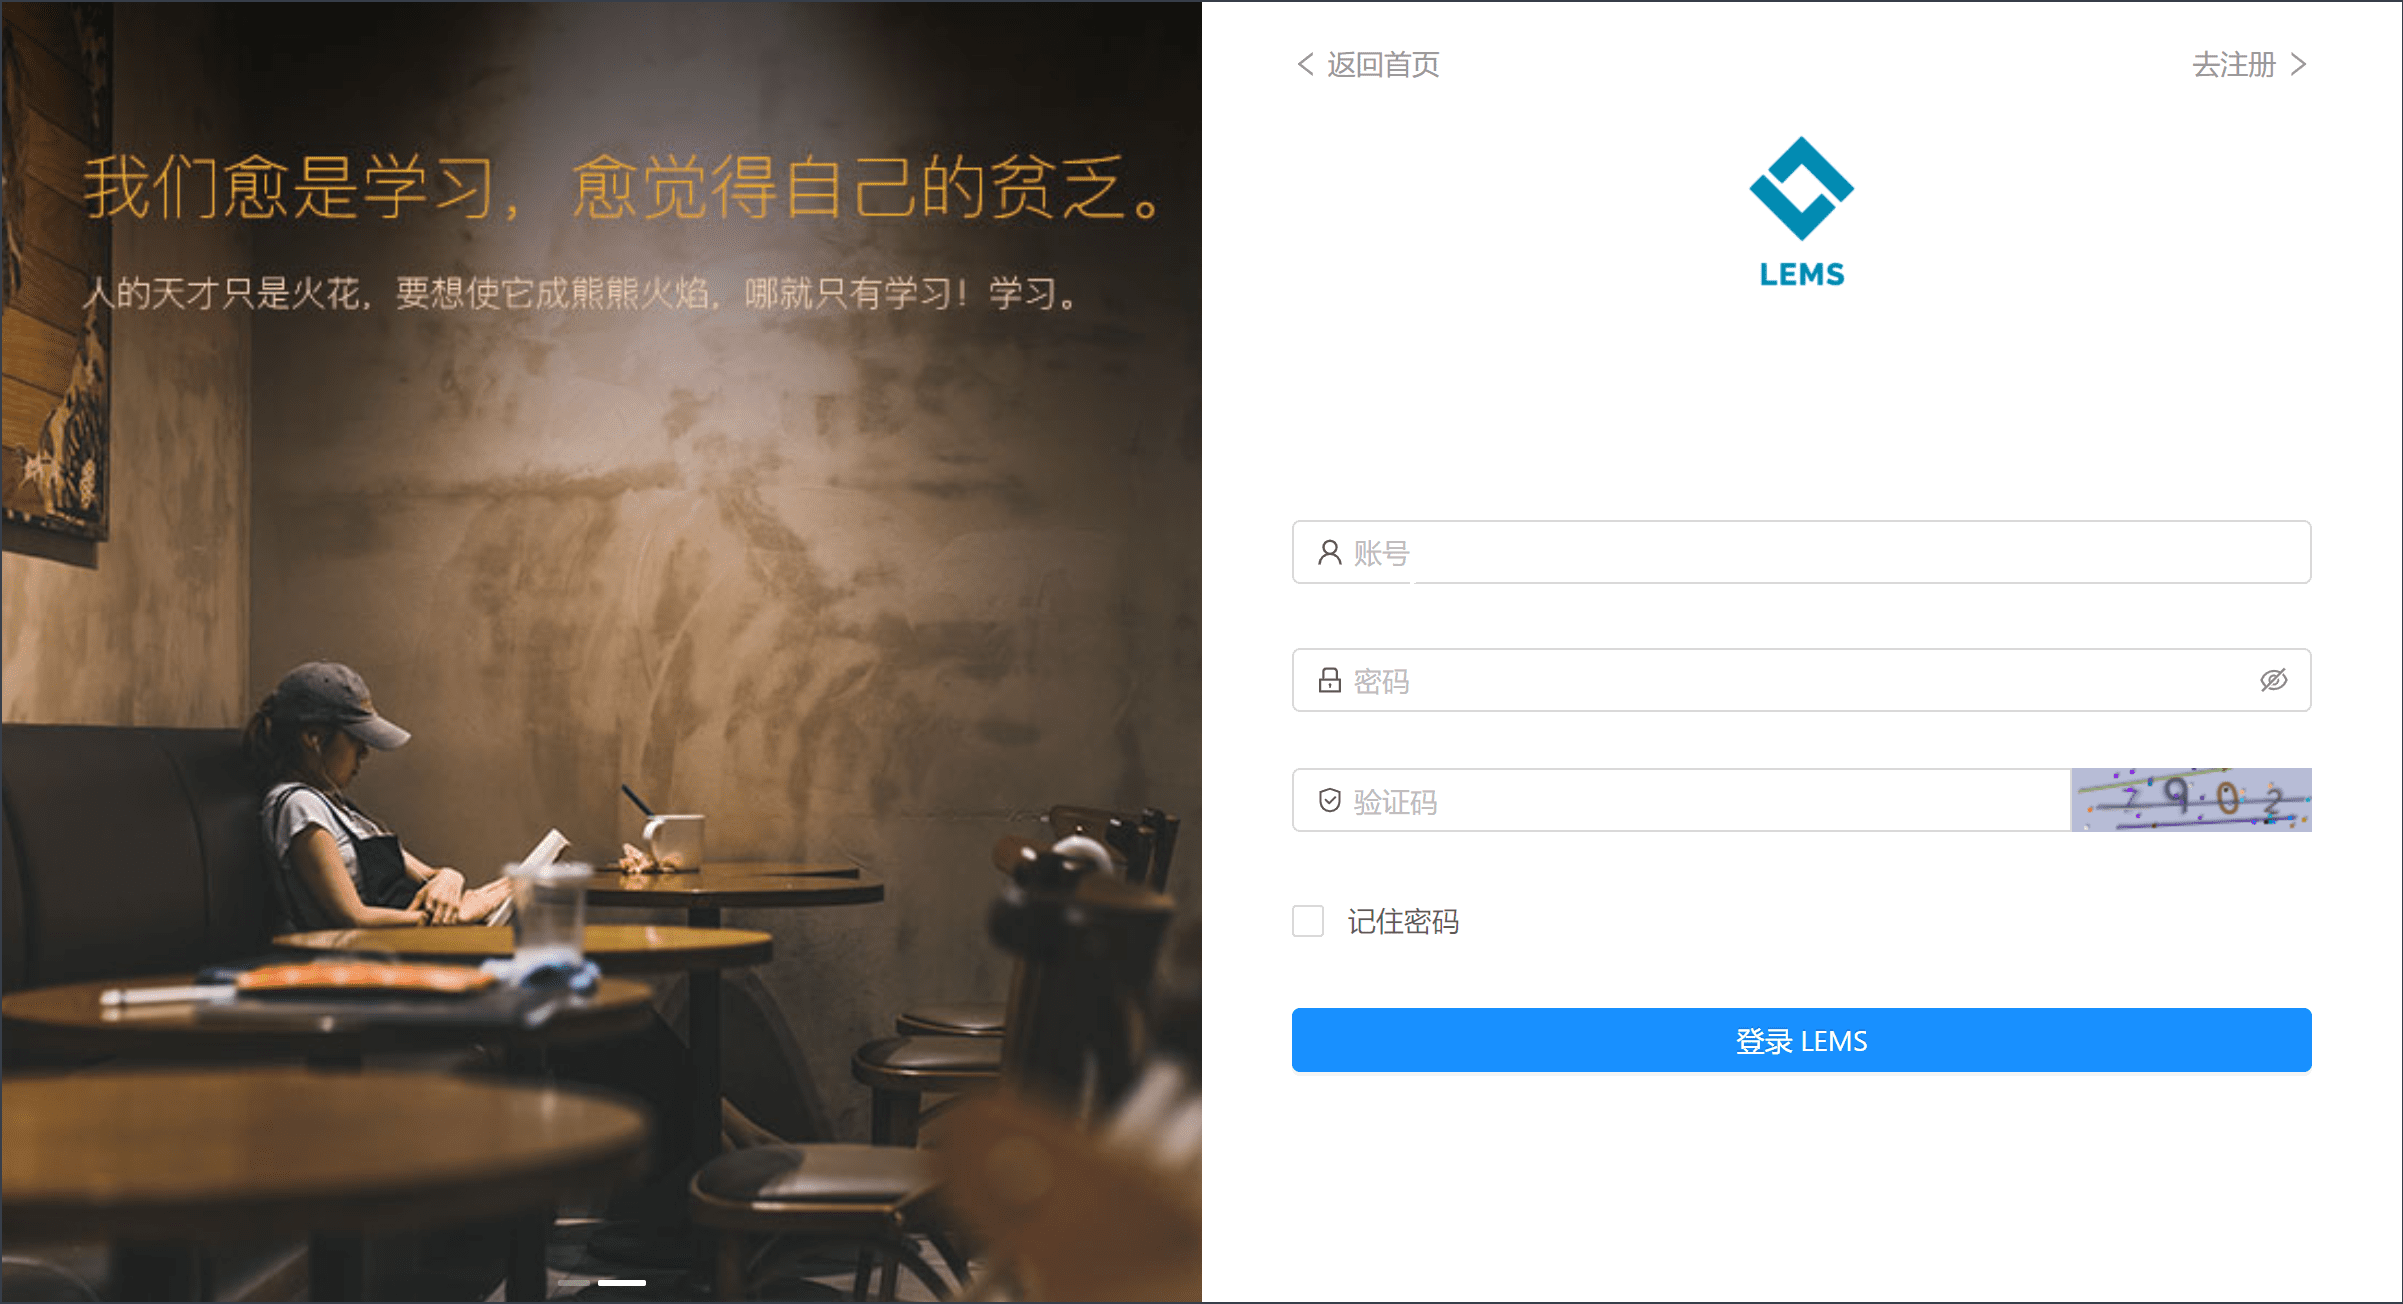 我们愈是学习，愈觉得自己的贫乏。
人的天才只是火花，要想使它成熊熊火焰，哪就只有学习！学习。
返回首页
去注册
LEMS
账号
密码
验证码
7902
记住密码
登录 LEMS